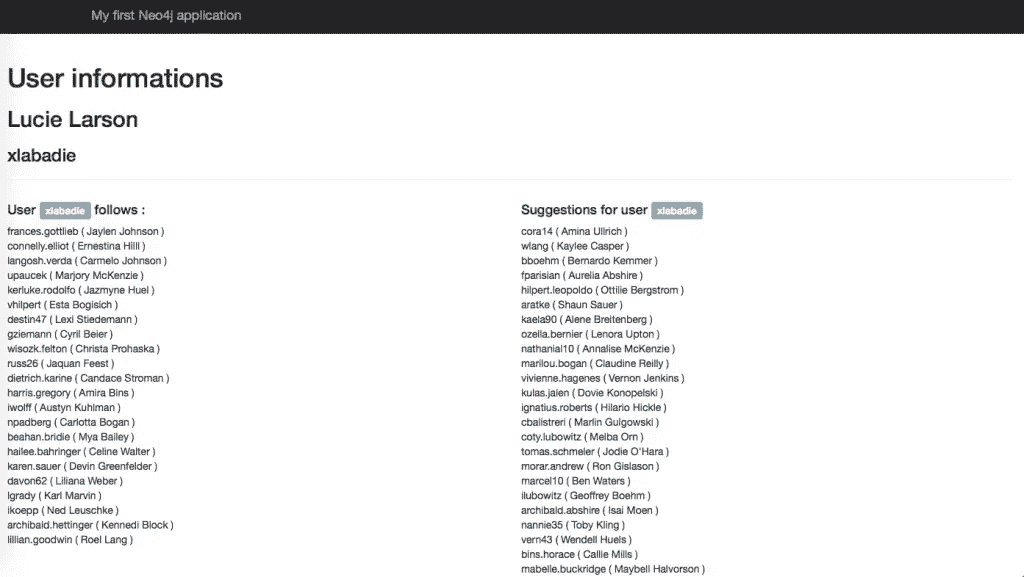 My first Neo4j application
User informations
Lucie Larson
xlabadie
User xlabadie follows :
frances.gottlieb ( Jaylen Johnson )
connelly.elliot ( Ernestina Hilll )
langosh.verda ( Carmelo Johnson )
upaucek ( Marjory McKenzie )
kerluke.rodolfo ( Jazmyne Huel )
vhilpert ( Esta Bogisich )
destin47 ( Lexi Stiedemann )
gziemann ( Cyril Beier )
wisozk.felton ( Christa Prohaska )
russ26 ( Jaquan Feest )
dietrich.karine ( Candace Stroman )
harris.gregory ( Amira Bins )
iwolff ( Austyn Kuhlman )
npadberg ( Carlotta Bogan )
beahan.bridie ( Mya Bailey )
hailee.bahringer ( Celine Walter )
karen.sauer ( Devin Greenfelder )
davon62 ( Liliana Weber )
lgrady ( Karl Marvin )
ikoepp ( Ned Leuschke )
archibald.hettinger ( Kennedi Block )
lillian.goodwin ( Roel Lang )
Suggestions for user xlabadie
cora14 ( Amina Ullrich )
wlang ( Kaylee Casper )
bboehm ( Bernardo Kemmer )
fparisian ( Aurelia Abshire )
hilpert.leopoldo ( Ottilie Bergstrom )
aratke ( Shaun Sauer )
kaela90 ( Alene Breitenberg )
ozella.bernier ( Lenora Upton )
nathanial10 ( Annalise McKenzie )
marilou.bogan ( Claudine Reilly )
vivienne.hagenes ( Vernon Jenkins )
kulas.jalen ( Dovie Konopelski )
ignatius.roberts ( Hilario Hickle )
cbalistreri ( Marlin Gulgowski )
coty.lubowitz ( Melba Orn )
tomas.schmeler ( Jodie O'Hara )
morar.andrew ( Ron Gislason )
marcel10 ( Ben Waters )
ilubowitz ( Geoffrey Boehm )
archibald.abshire ( Isai Moen )
nannie35 ( Toby Kling )
vern43 ( Wendell Huels )
bins.horace ( Callie Mills )
mabelle.buckridge ( Maybell Halvorson )